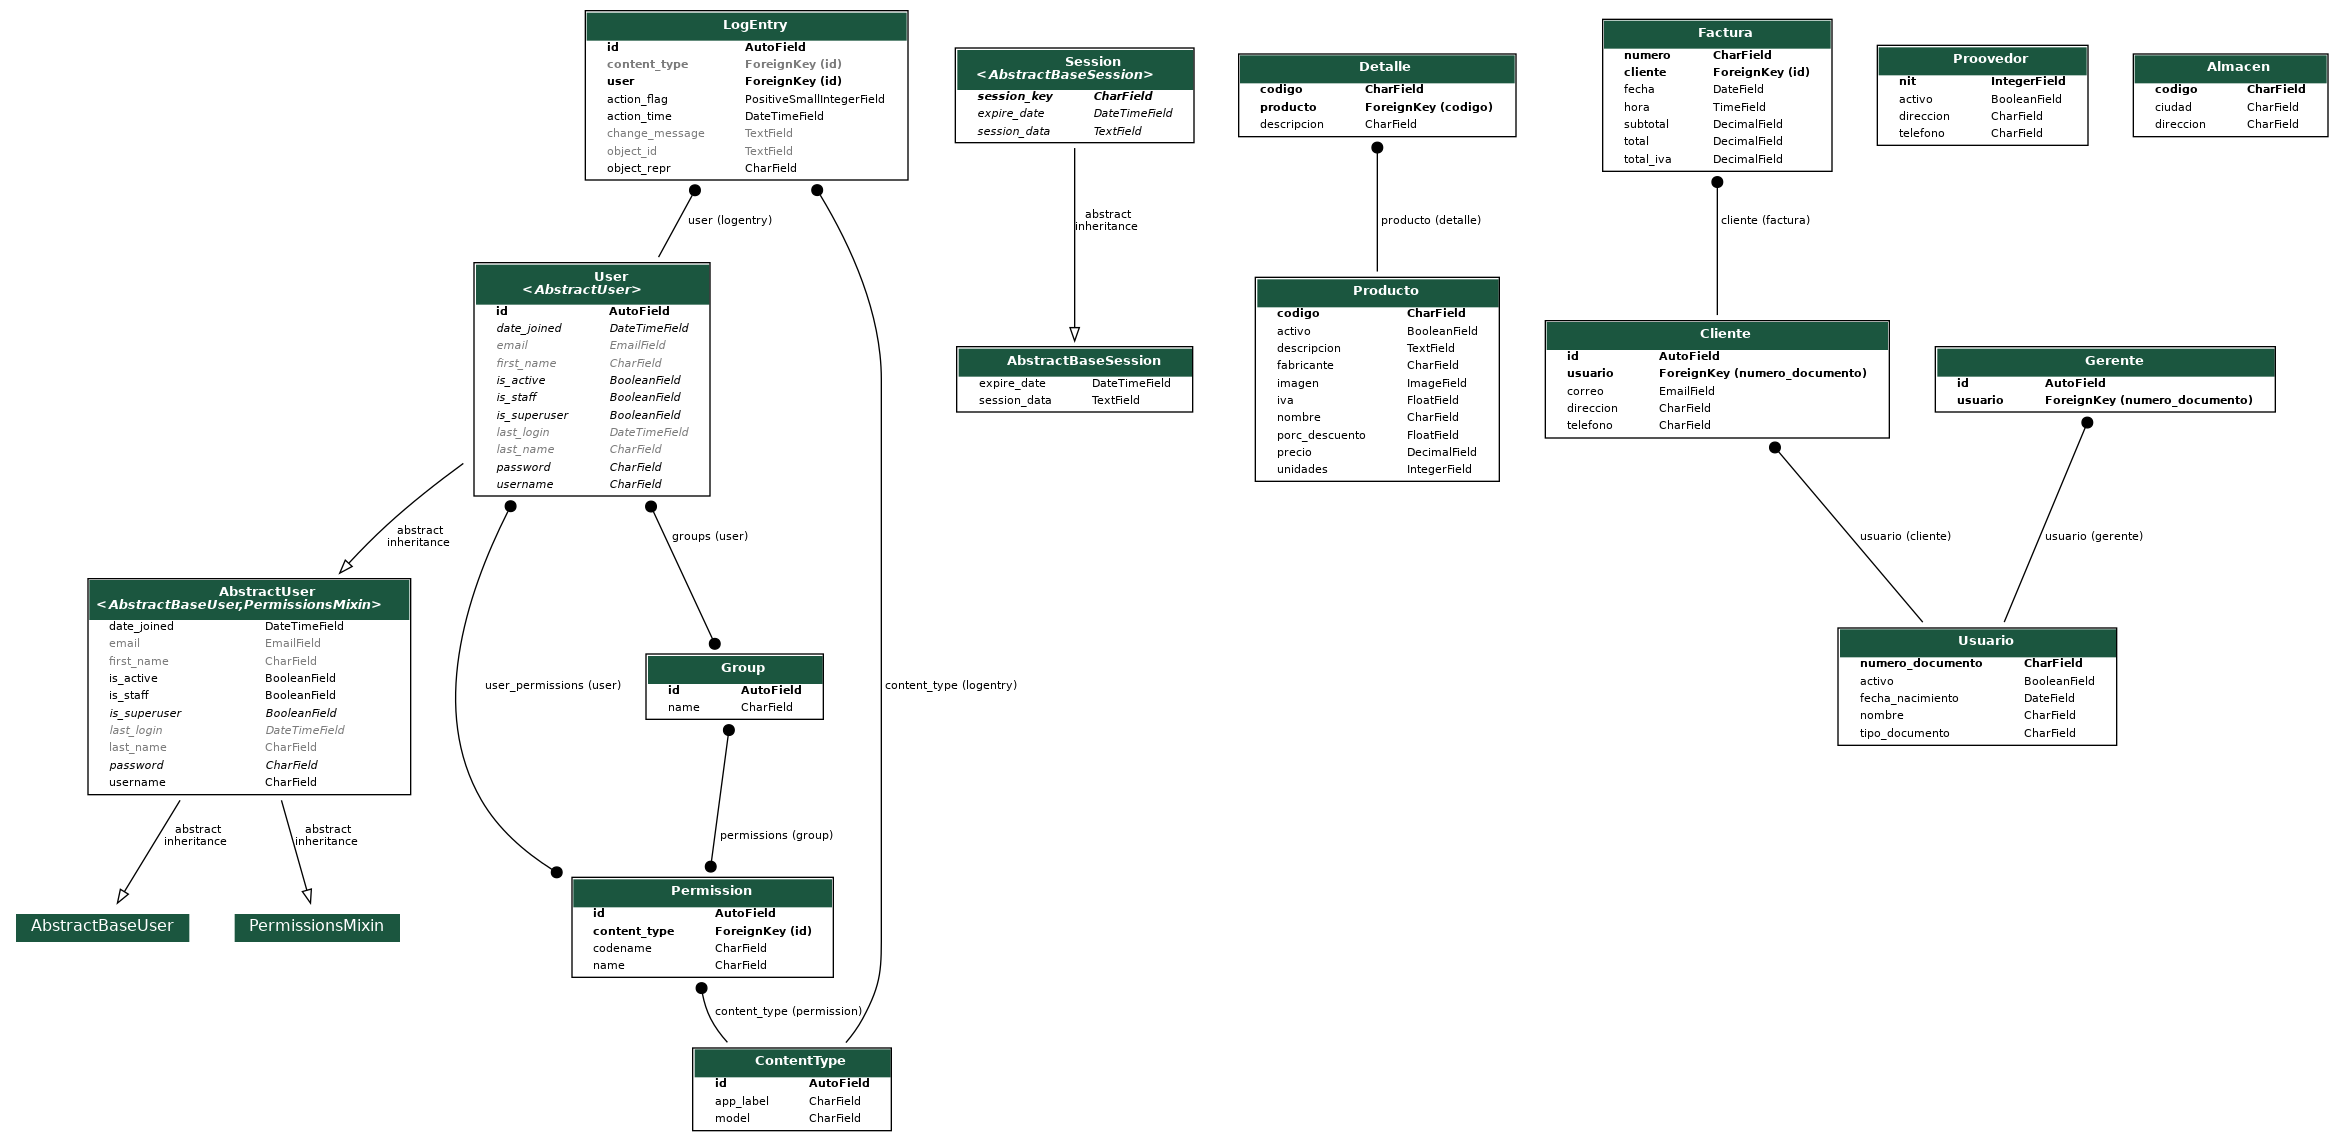 LogEntry
id AutoField
content_type ForeignKey (id)
user ForeignKey (id)
action_flag PositiveSmallIntegerField
action_time DateTimeField
change_message TextField
object_id TextField
object_repr CharField
Session
<AbstractBaseSession>
session_key CharField
expire_date DateTimeField
session_data TextField
Detalle
codigo CharField
producto ForeignKey (codigo)
descripcion CharField
Factura
numero CharField
cliente ForeignKey (id)
fecha DateField
hora TimeField
subtotal DecimalField
total DecimalField
total_iva DecimalField
Proovedor
nit IntegerField
activo BooleanField
direccion CharField
telefono CharField
Almacen
codigo CharField
ciudad CharField
direccion CharField
user (logentry)
abstract
inheritance
producto (detalle)
cliente (factura)
User
<AbstractUser>
id AutoField
date_joined DateTimeField
email EmailField
first_name CharField
is_active BooleanField
is_staff BooleanField
is_superuser BooleanField
last_login DateTimeField
last_name CharField
password CharField
username CharField
AbstractBaseSession
expire_date DateTimeField
session_data TextField
Producto
codigo CharField
activo BooleanField
descripcion TextField
fabricante CharField
imagen ImageField
iva FloatField
nombre CharField
porc_descuento FloatField
precio DecimalField
unidades IntegerField
Cliente
id AutoField
usuario ForeignKey (numero_documento)
correo EmailField
direccion CharField
telefono CharField
Gerente
id AutoField
usuario ForeignKey (numero_documento)
abstract
inheritance
groups (user)
usuario (cliente)
usuario (gerente)
AbstractUser
<AbstractBaseUser,PermissionsMixin>
date_joined DateTimeField
email EmailField
first_name CharField
is_active BooleanField
is_staff BooleanField
is_superuser BooleanField
last_login DateTimeField
last_name CharField
password CharField
username CharField
user_permissions (user)
Group
id AutoField
name CharField
content_type (logentry)
Usuario
numero_documento CharField
activo BooleanField
fecha_nacimiento DateField
nombre CharField
tipo_documento CharField
abstract
inheritance
abstract
inheritance
permissions (group)
AbstractBaseUser
PermissionsMixin
Permission
id AutoField
content_type ForeignKey (id)
codename CharField
name CharField
content_type (permission)
ContentType
id AutoField
app_label CharField
model CharField